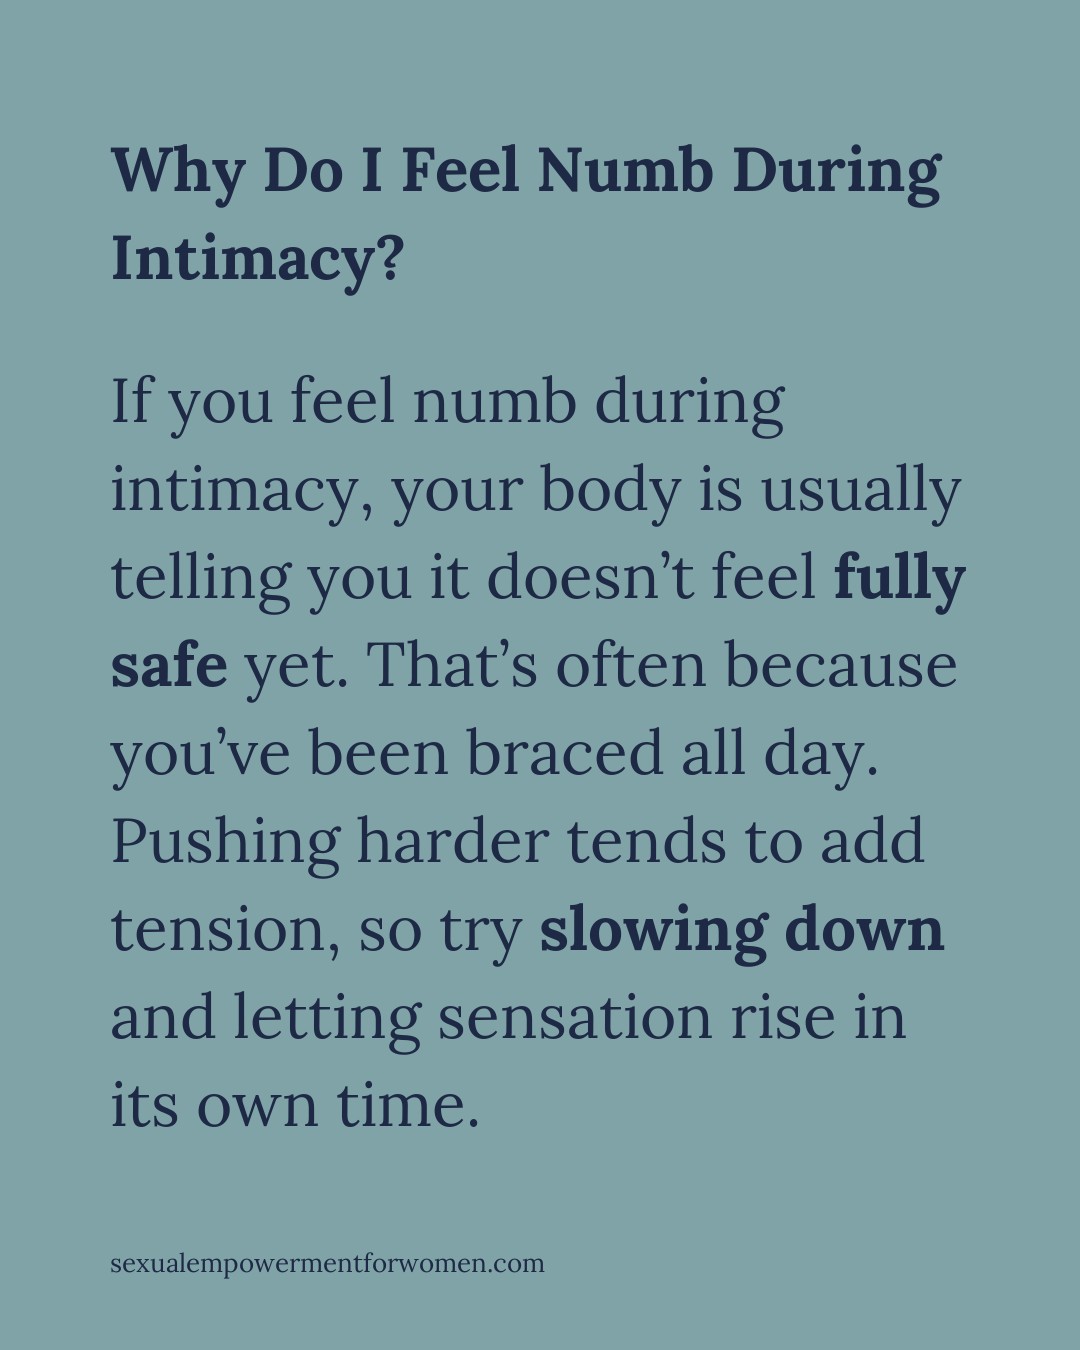 Why Do I Feel Numb During
Intimacy?
If you feel numb during
intimacy, your body is usually
telling you it doesn’t feel fully
safe yet. That’s often because
you’ve been braced all day.
Pushing harder tends to add
tension, so try slowing down
and letting sensation rise in
its own time.
sexualempowermentforwomen.com